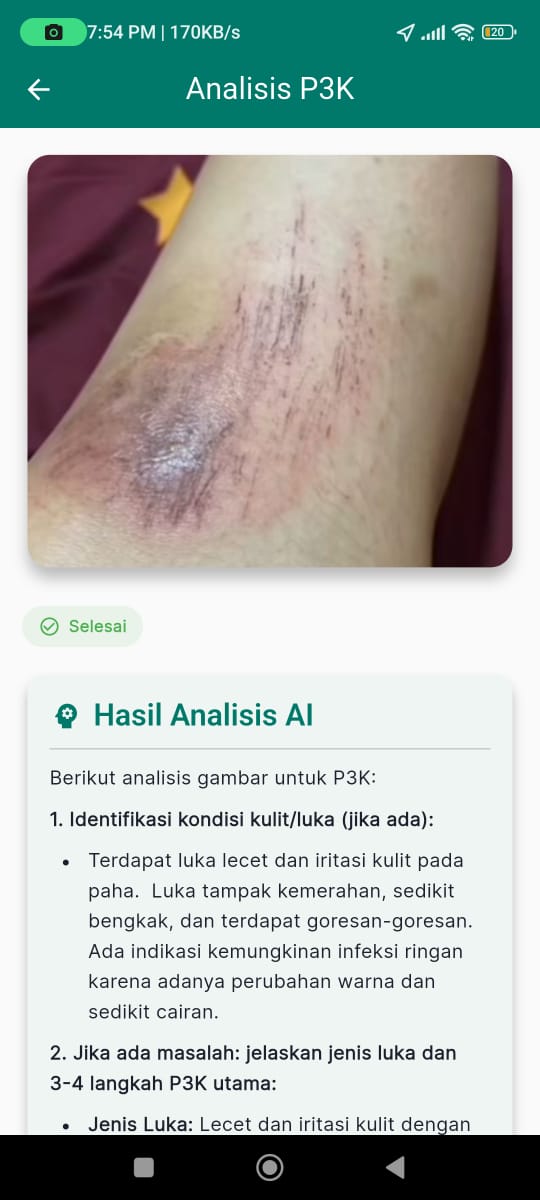 7:54 PM | 170KB/s
20
Analisis P3K
Selesai
Hasil Analisis AI
Berikut analisis gambar untuk P3K:
1. Identifikasi kondisi kulit/luka (jika ada):
• Terdapat luka lecet dan iritasi kulit pada
paha.  Luka tampak kemerahan, sedikit
bengkak, dan terdapat goresan-goresan.
Ada indikasi kemungkinan infeksi ringan
karena adanya perubahan warna dan
sedikit cairan.
2. Jika ada masalah: jelaskan jenis luka dan
3-4 langkah P3K utama:
• Jenis Luka: Lecet dan iritasi kulit dengan